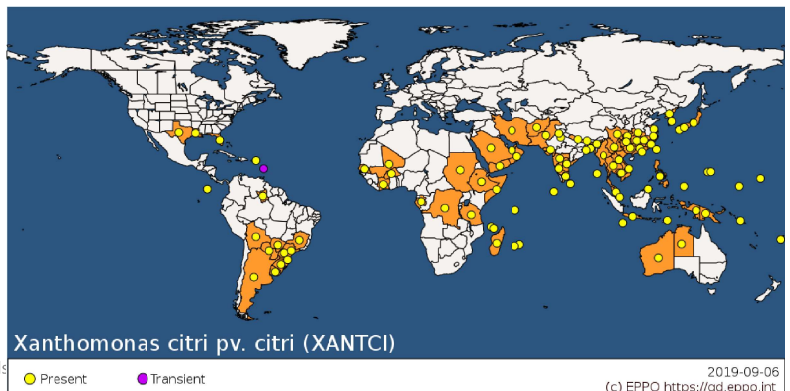 Xanthomonas citri pv. citri (XANTCI)
Present
Transient
2019-09-06
(c) EPPO https://gd.eppo.int